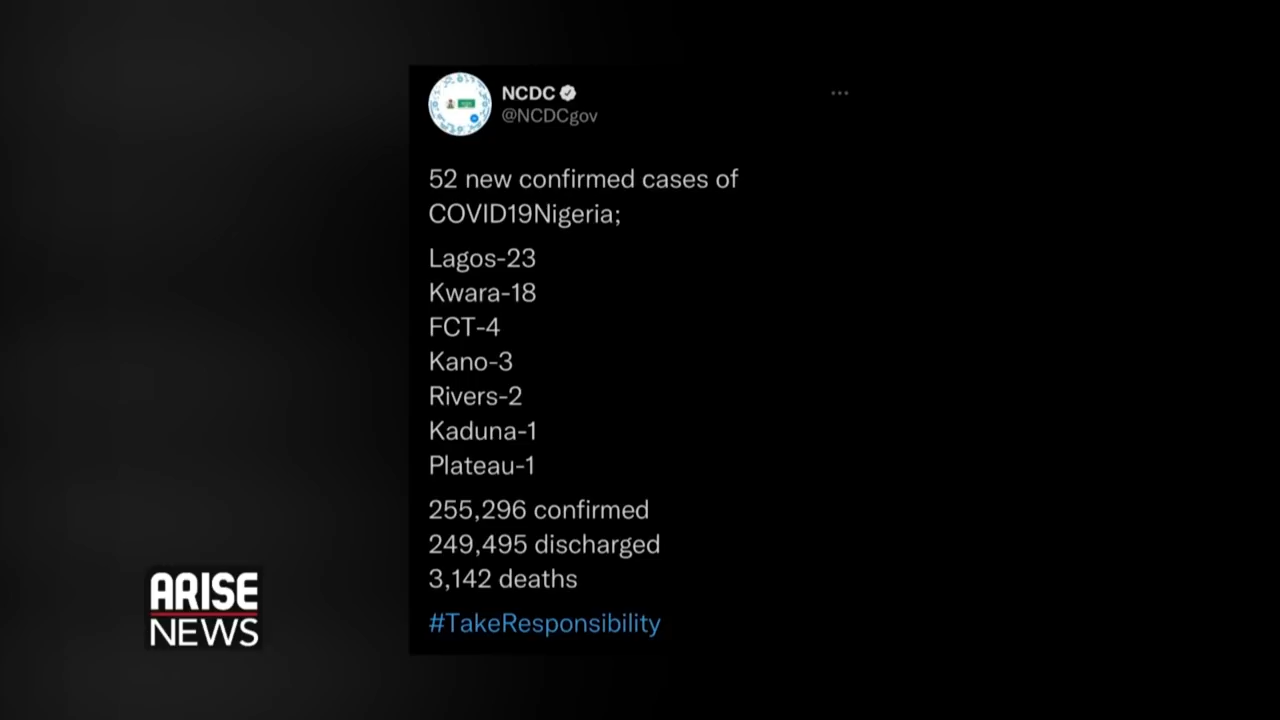 NCDC
@NCDCgov
52 new confirmed cases of
COVID19Nigeria;
Lagos-23
Kwara-18
FCT-4
Kano-3
Rivers-2
Kaduna-1
Plateau-1
255,296 confirmed
249,495 discharged
3,142 deaths
#TakeResponsibility
ARISE
NEWS